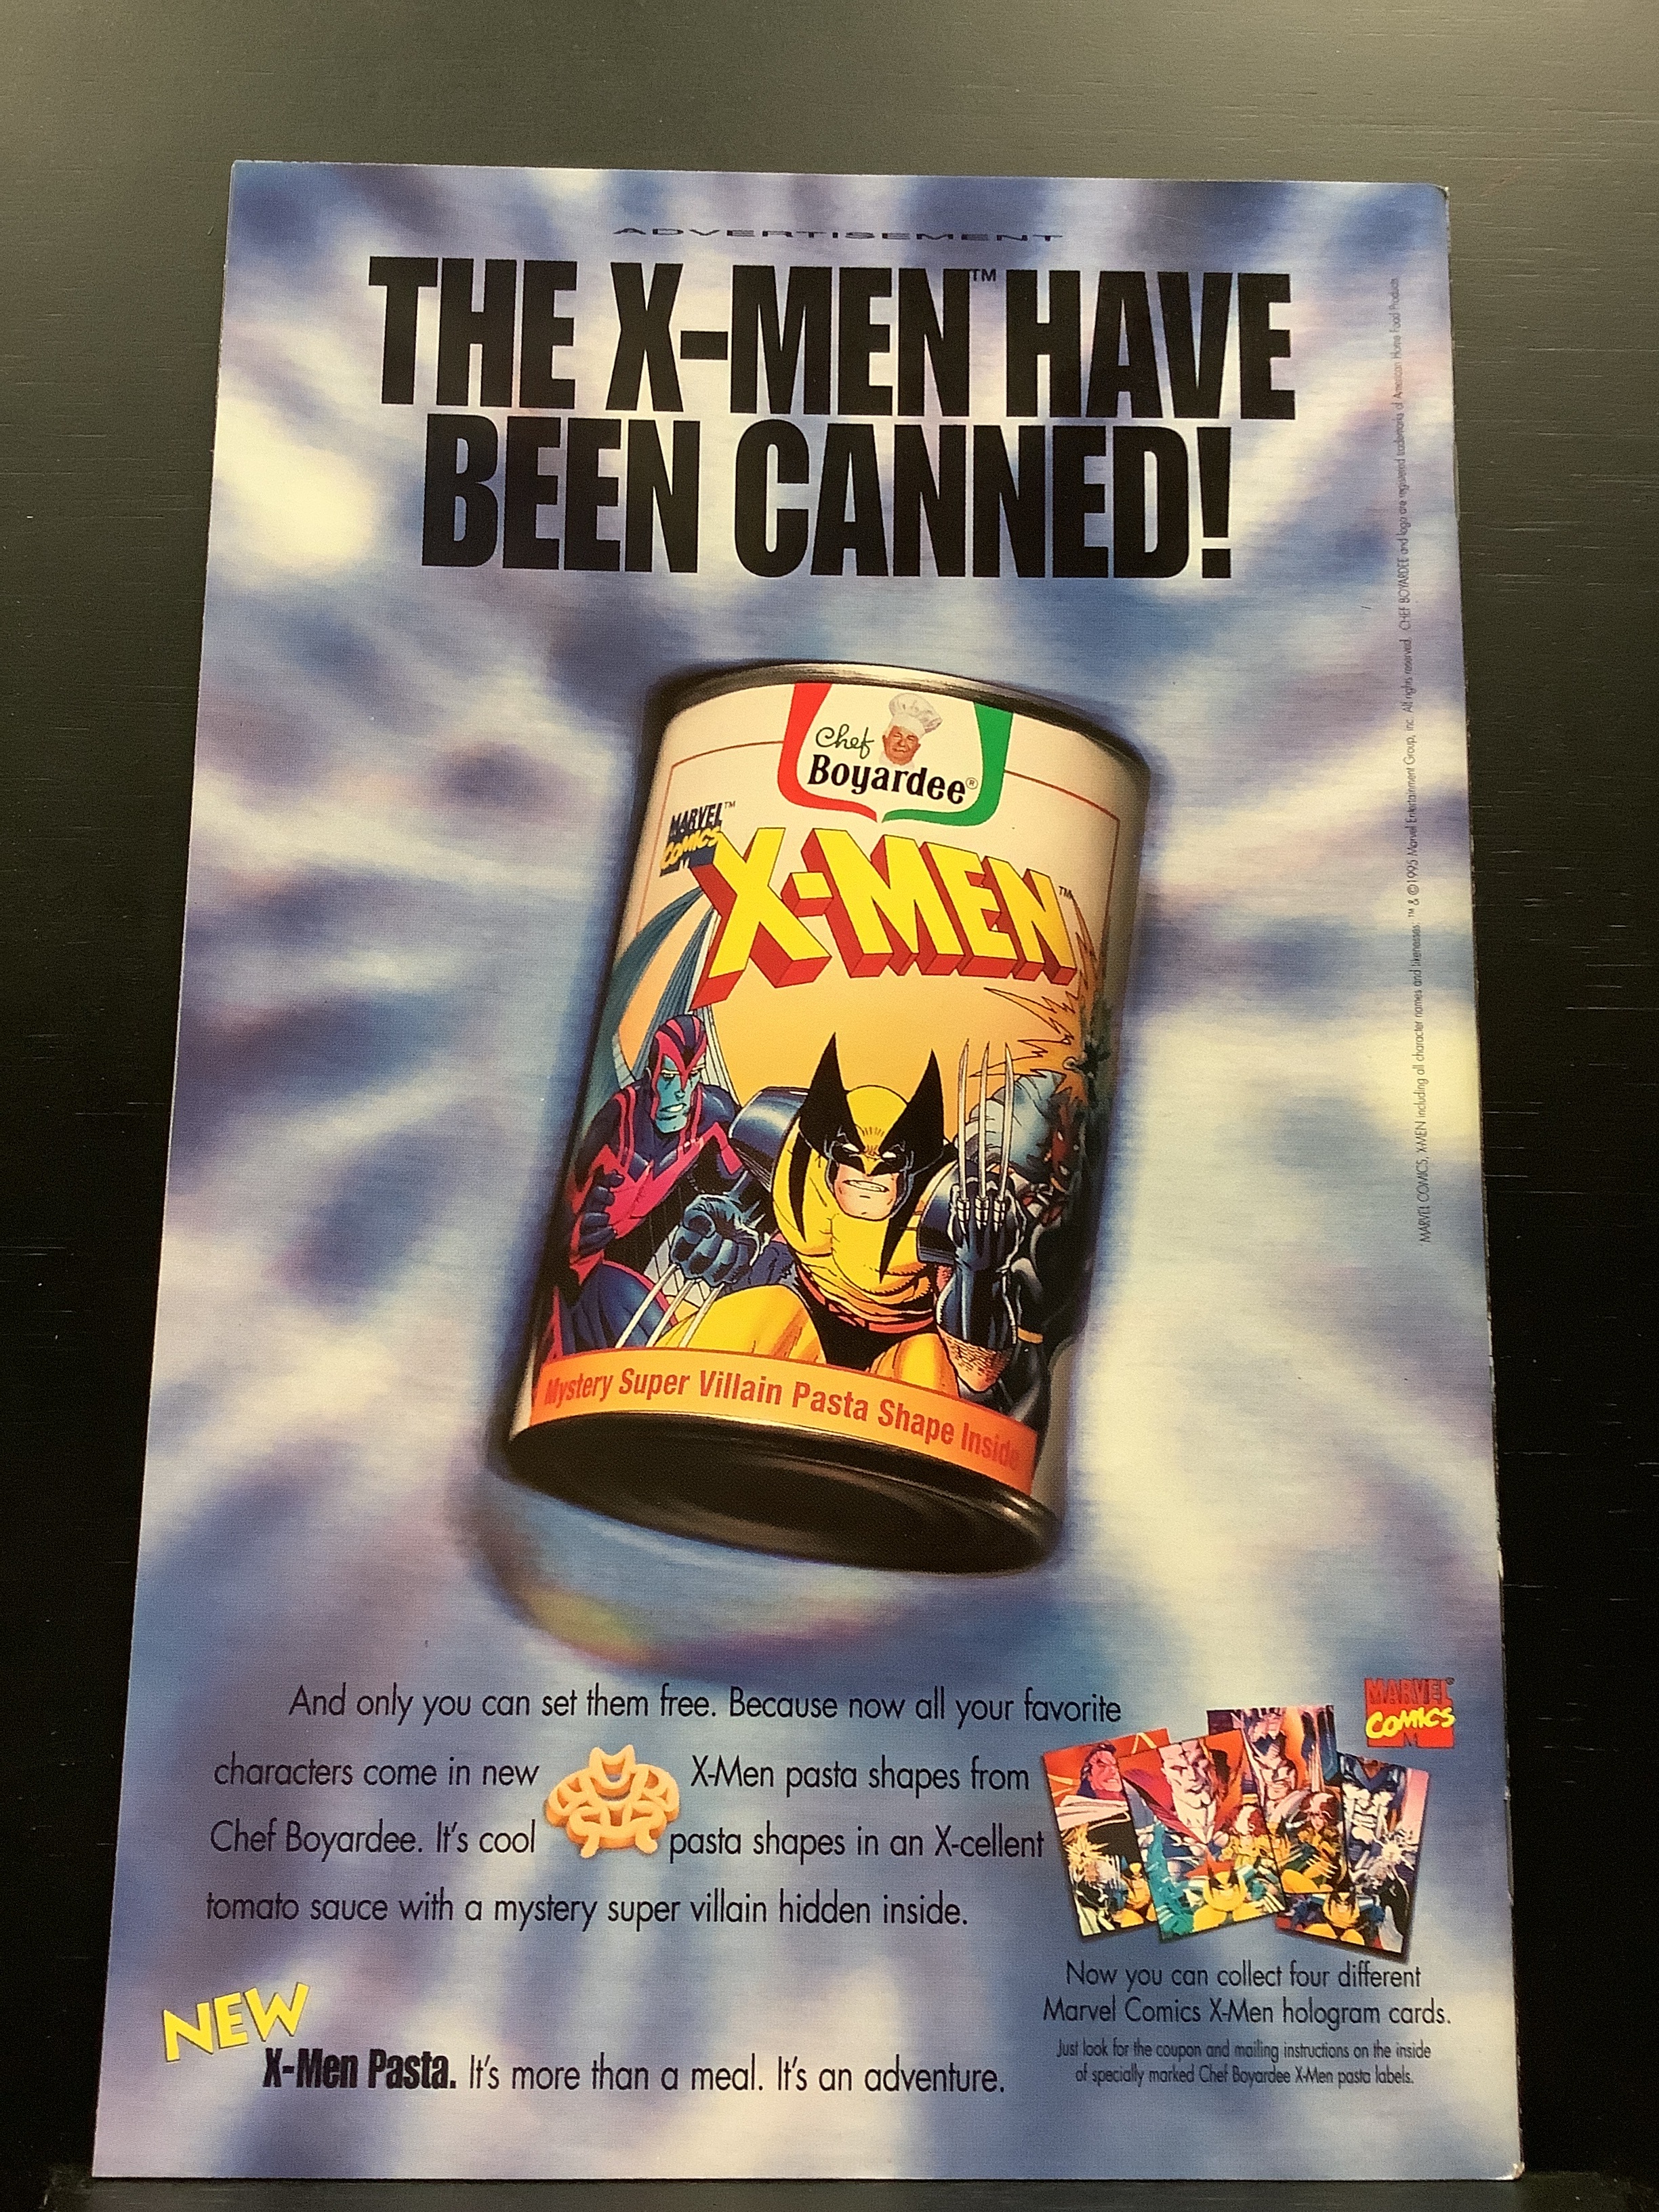 ADVERTISEMENT
THE X-MEN™ HAVE
BEEN CANNED!
Chef
Boyardee®
MARVEL™
COMICS
X-MEN™
Mystery Super Villain Pasta Shape Inside
And only you can set them free. Because now all your favorite
characters come in new X-Men pasta shapes from
Chef Boyardee. It's cool pasta shapes in an X-cellent
tomato sauce with a mystery super villain hidden inside.
MARVEL®
COMICS
Now you can collect four different
Marvel Comics X-Men hologram cards.
Just look for the coupon and mailing instructions on the inside
of specially marked Chef Boyardee X-Men pasta labels.
NEW
X-Men Pasta. It's more than a meal. It's an adventure.
MARVEL COMICS, X-MEN including all character names and likenesses: ™ & ©1995 Marvel Entertainment Group, Inc. All rights reserved. CHEF BOYARDEE and logo are registered trademarks of American Home Food Products